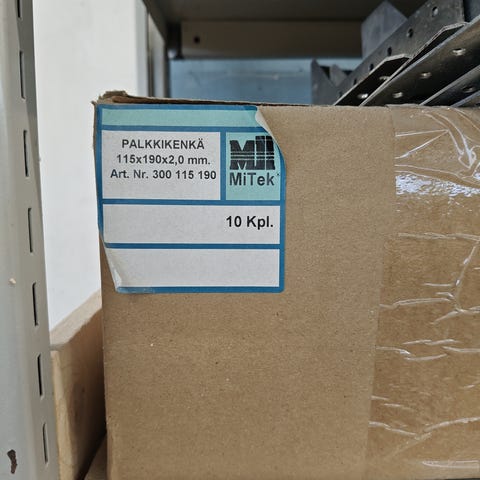 PALKKIKENKÄ
115x190x2,0 mm.
Art. Nr. 300 115 190
MiTek
10 Kpl.